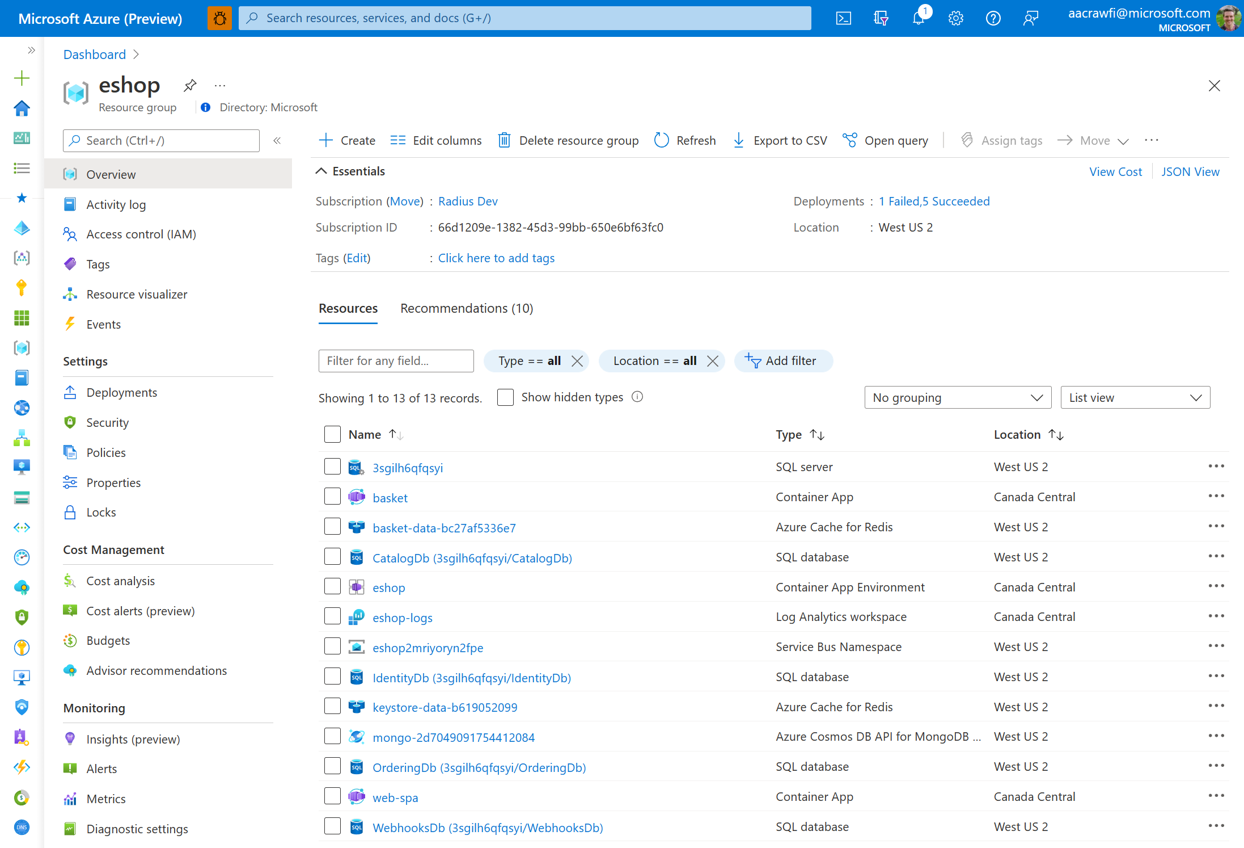 Microsoft Azure (Preview)
Search resources, services, and docs (G+/)
1
aacrawfi@microsoft.com
MICROSOFT
Dashboard
eshop
Resource group
Directory: Microsoft
Search (Ctrl+/)
Overview
Activity log
Access control (IAM)
Tags
Resource visualizer
Events
Settings
Deployments
Security
Policies
Properties
Locks
Cost Management
Cost analysis
Cost alerts (preview)
Budgets
Advisor recommendations
Monitoring
Insights (preview)
Alerts
Metrics
Diagnostic settings
Create Edit columns Delete resource group Refresh Export to CSV Open query Assign tags Move
Essentials View Cost JSON View
Subscription (Move) : Radius Dev Deployments : 1 Failed,5 Succeeded
Subscription ID : 66d1209e-1382-45d3-99bb-650e6bf63fc0 Location : West US 2
Tags (Edit) : Click here to add tags
Resources Recommendations (10)
Filter for any field... Type == all Location == all Add filter
Showing 1 to 13 of 13 records. Show hidden types No grouping List view
Name Type Location
3sgilh6qfqsyi SQL server West US 2
basket Container App Canada Central
basket-data-bc27af5336e7 Azure Cache for Redis West US 2
CatalogDb (3sgilh6qfqsyi/CatalogDb) SQL database West US 2
eshop Container App Environment Canada Central
eshop-logs Log Analytics workspace Canada Central
eshop2mriyoryn2fpe Service Bus Namespace West US 2
IdentityDb (3sgilh6qfqsyi/IdentityDb) SQL database West US 2
keystore-data-b619052099 Azure Cache for Redis West US 2
mongo-2d7049091754412084 Azure Cosmos DB API for MongoDB ... West US 2
OrderingDb (3sgilh6qfqsyi/OrderingDb) SQL database West US 2
web-spa Container App Canada Central
WebhooksDb (3sgilh6qfqsyi/WebhooksDb) SQL database West US 2